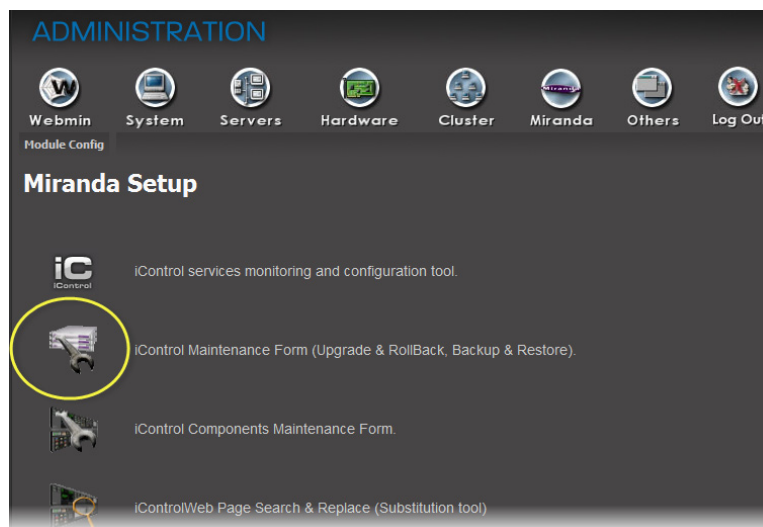 ADMINISTRATION
Webmin System Servers Hardware Cluster Miranda Others Log Out
Module Config
Miranda Setup
iC
iControl
iControl services monitoring and configuration tool.
iControl Maintenance Form (Upgrade & RollBack, Backup & Restore).
iControl Components Maintenance Form.
iControlWeb Page Search & Replace (Substitution tool)